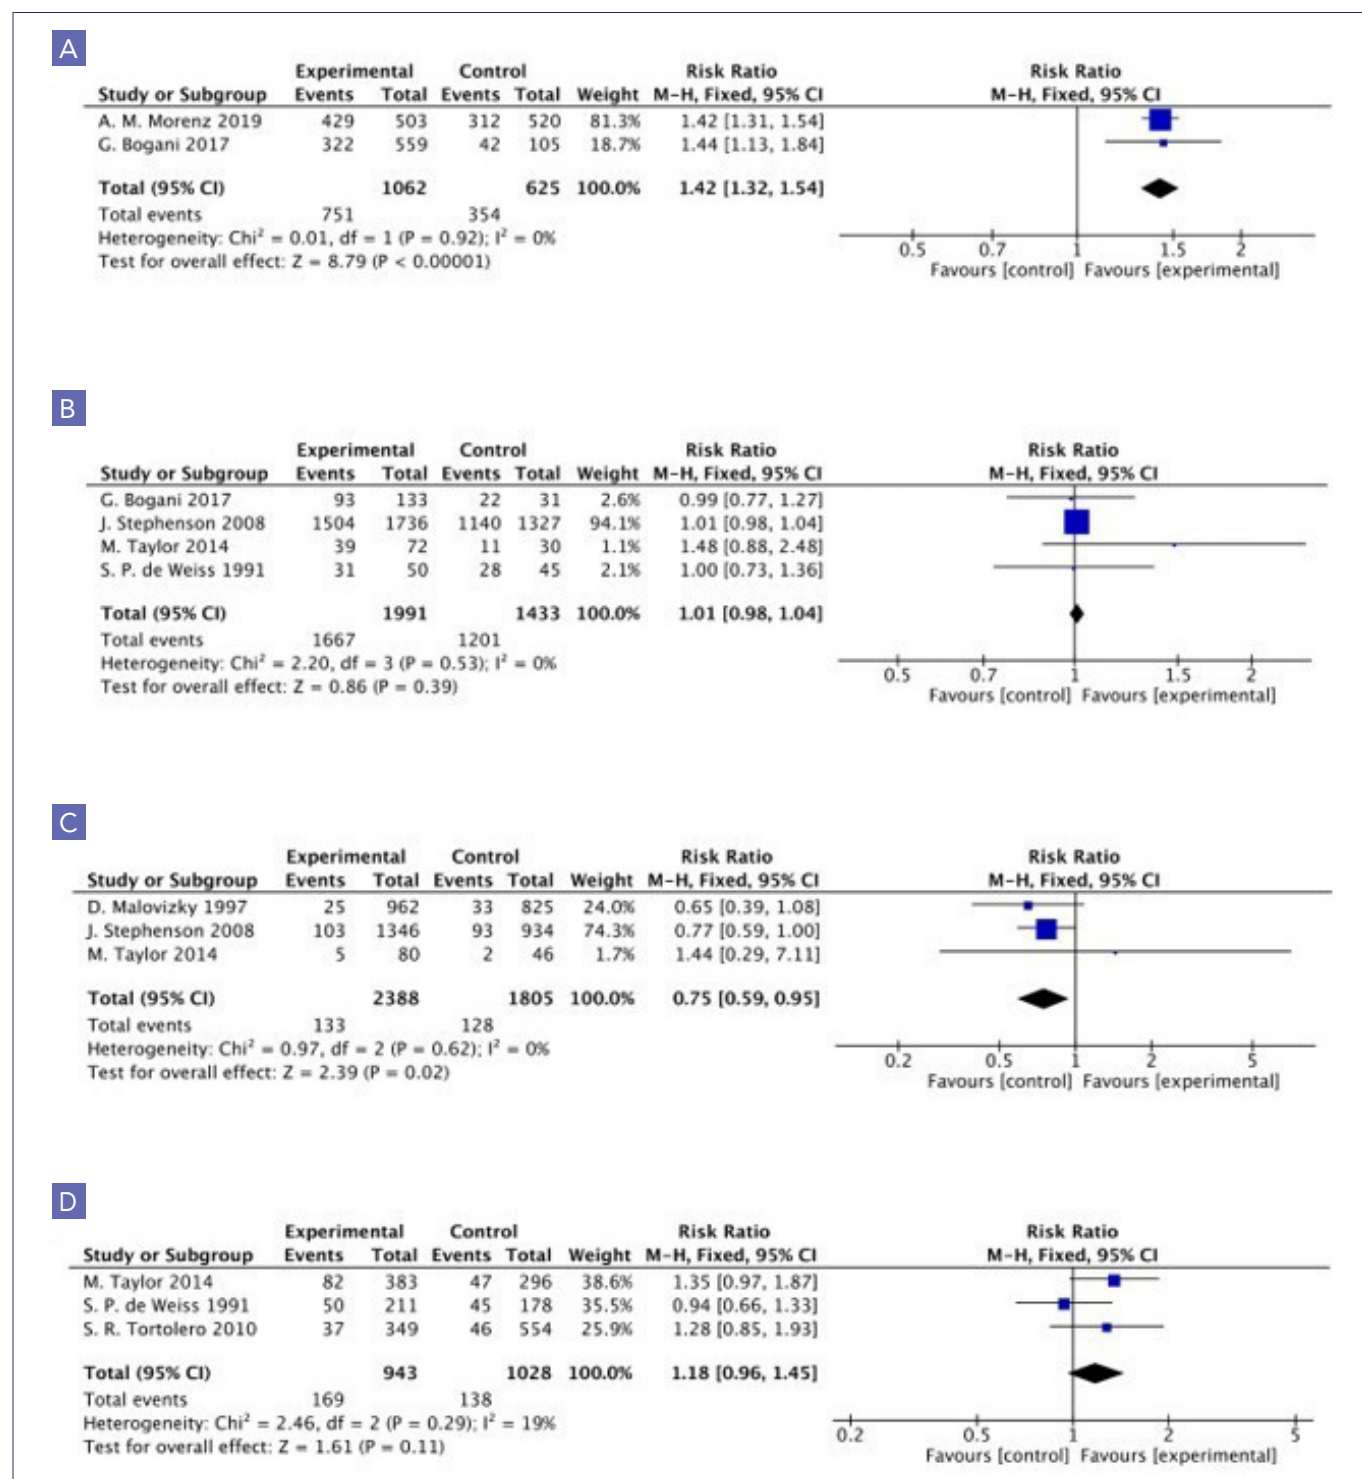 A
Experimental Control Risk Ratio Risk Ratio
Study or Subgroup Events Total Events Total Weight M-H, Fixed, 95% CI M-H, Fixed, 95% CI
A. M. Morenz 2019 429 503 312 520 81.3% 1.42 [1.31, 1.54]
G. Bogani 2017 322 559 42 105 18.7% 1.44 [1.13, 1.84]
Total (95% CI) 1062 625 100.0% 1.42 [1.32, 1.54]
Total events 751 354
Heterogeneity: Chi² = 0.01, df = 1 (P = 0.92); I² = 0%
Test for overall effect: Z = 8.79 (P < 0.00001)
0.5 0.7 1 1.5 2
Favours [control] Favours [experimental]
B
Experimental Control Risk Ratio Risk Ratio
Study or Subgroup Events Total Events Total Weight M-H, Fixed, 95% CI M-H, Fixed, 95% CI
G. Bogani 2017 93 133 22 31 2.6% 0.99 [0.77, 1.27]
J. Stephenson 2008 1504 1736 1140 1327 94.1% 1.01 [0.98, 1.04]
M. Taylor 2014 39 72 11 30 1.1% 1.48 [0.88, 2.48]
S. P. de Weiss 1991 31 50 28 45 2.1% 1.00 [0.73, 1.36]
Total (95% CI) 1991 1433 100.0% 1.01 [0.98, 1.04]
Total events 1667 1201
Heterogeneity: Chi² = 2.20, df = 3 (P = 0.53); I² = 0%
Test for overall effect: Z = 0.86 (P = 0.39)
0.5 0.7 1 1.5 2
Favours [control] Favours [experimental]
C
Experimental Control Risk Ratio Risk Ratio
Study or Subgroup Events Total Events Total Weight M-H, Fixed, 95% CI M-H, Fixed, 95% CI
D. Malovizky 1997 25 962 33 825 24.0% 0.65 [0.39, 1.08]
J. Stephenson 2008 103 1346 93 934 74.3% 0.77 [0.59, 1.00]
M. Taylor 2014 5 80 2 46 1.7% 1.44 [0.29, 7.11]
Total (95% CI) 2388 1805 100.0% 0.75 [0.59, 0.95]
Total events 133 128
Heterogeneity: Chi² = 0.97, df = 2 (P = 0.62); I² = 0%
Test for overall effect: Z = 2.39 (P = 0.02)
0.2 0.5 1 2 5
Favours [control] Favours [experimental]
D
Experimental Control Risk Ratio Risk Ratio
Study or Subgroup Events Total Events Total Weight M-H, Fixed, 95% CI M-H, Fixed, 95% CI
M. Taylor 2014 82 383 47 296 38.6% 1.35 [0.97, 1.87]
S. P. de Weiss 1991 50 211 45 178 35.5% 0.94 [0.66, 1.33]
S. R. Tortolero 2010 37 349 46 554 25.9% 1.28 [0.85, 1.93]
Total (95% CI) 943 1028 100.0% 1.18 [0.96, 1.45]
Total events 169 138
Heterogeneity: Chi² = 2.46, df = 2 (P = 0.29); I² = 19%
Test for overall effect: Z = 1.61 (P = 0.11)
0.2 0.5 1 2 5
Favours [control] Favours [experimental]